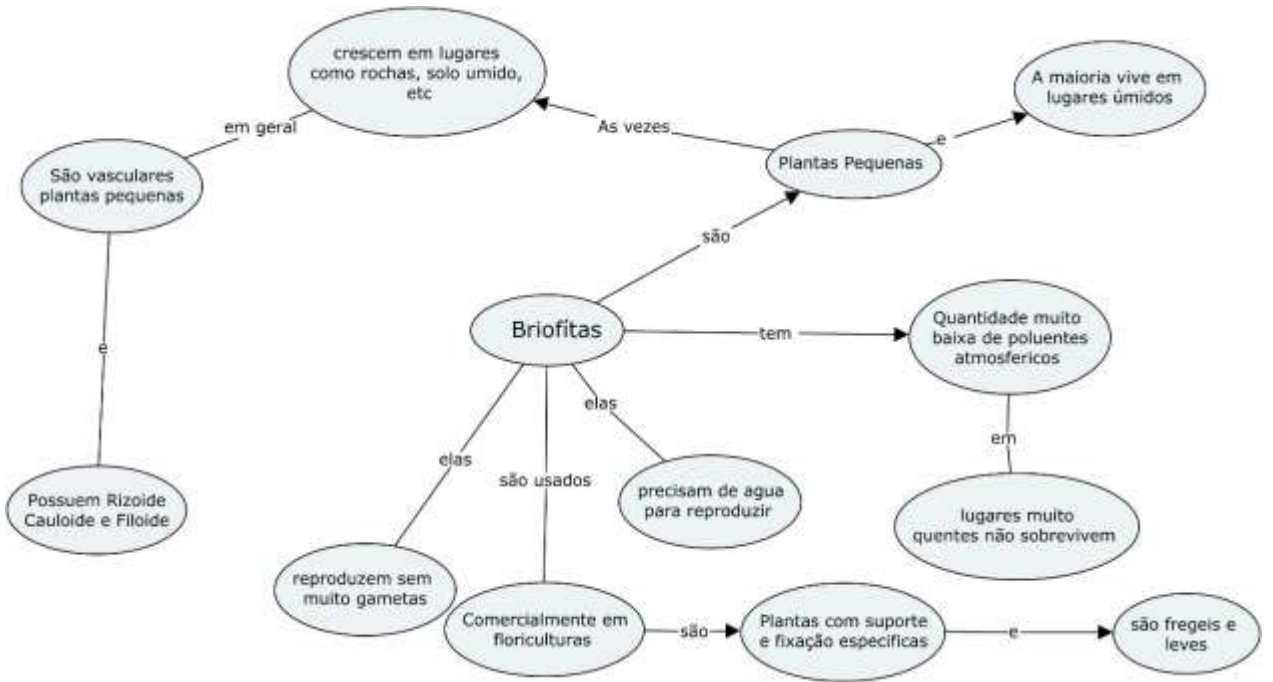 crescem em lugares
como rochas, solo umido,
etc
A maioria vive em
lugares úmidos
em geral
As vezes
e
Plantas Pequenas
São vasculares
plantas pequenas
são
Briofítas
tem
Quantidade muito
baixa de poluentes
atmosfericos
e
elas
em
elas
são usados
Possuem Rizoide
Cauloide e Filoide
precisam de agua
para reproduzir
lugares muito
quentes não sobrevivem
reproduzem sem
muito gametas
Comercialmente em
floriculturas
são
Plantas com suporte
e fixação especificas
e
são fregeis e
leves